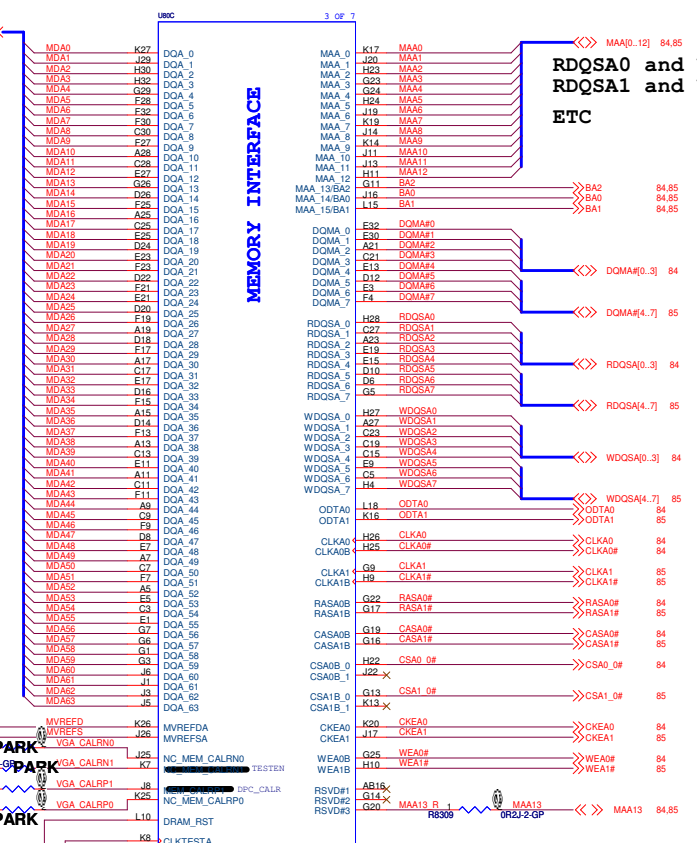 U80C
3 OF 7
MEMORY INTERFACE
MDA0 K27 DQA_0
MDA1 J29 DQA_1
MDA2 H30 DQA_2
MDA3 H32 DQA_3
MDA4 G29 DQA_4
MDA5 F28 DQA_5
MDA6 F32 DQA_6
MDA7 F30 DQA_7
MDA8 C30 DQA_8
MDA9 F27 DQA_9
MDA10 A28 DQA_10
MDA11 C28 DQA_11
MDA12 E27 DQA_12
MDA13 G26 DQA_13
MDA14 D26 DQA_14
MDA15 F25 DQA_15
MDA16 A25 DQA_16
MDA17 C25 DQA_17
MDA18 E25 DQA_18
MDA19 D24 DQA_19
MDA20 E23 DQA_20
MDA21 F23 DQA_21
MDA22 D22 DQA_22
MDA23 F21 DQA_23
MDA24 E21 DQA_24
MDA25 D20 DQA_25
MDA26 F19 DQA_26
MDA27 A19 DQA_27
MDA28 D18 DQA_28
MDA29 F17 DQA_29
MDA30 A17 DQA_30
MDA31 C17 DQA_31
MDA32 E17 DQA_32
MDA33 D16 DQA_33
MDA34 F15 DQA_34
MDA35 A15 DQA_35
MDA36 D14 DQA_36
MDA37 F13 DQA_37
MDA38 A13 DQA_38
MDA39 C13 DQA_39
MDA40 E11 DQA_40
MDA41 A11 DQA_41
MDA42 C11 DQA_42
MDA43 F11 DQA_43
MDA44 A9 DQA_44
MDA45 C9 DQA_45
MDA46 F9 DQA_46
MDA47 D8 DQA_47
MDA48 E7 DQA_48
MDA49 A7 DQA_49
MDA50 C7 DQA_50
MDA51 F7 DQA_51
MDA52 A5 DQA_52
MDA53 E5 DQA_53
MDA54 C3 DQA_54
MDA55 E1 DQA_55
MDA56 G7 DQA_56
MDA57 G6 DQA_57
MDA58 G1 DQA_58
MDA59 G3 DQA_59
MDA60 J6 DQA_60
MDA61 J1 DQA_61
MDA62 J3 DQA_62
MDA63 J5 DQA_63
MVREFD K26 MVREFDA
MVREFS J26 MVREFSA
PARK
VGA_CALRN0 J25 NC_MEM_CALRN0
PARK
VGA_CALRN1 K7 TESTEN
VGA_CALRP1 J8 DPC_CALR
VGA_CALRP0 K25 NC_MEM_CALRP0
PARK
L10 DRAM_RST
K8 CLKTESTA
MAA_0 K17 MAA0
MAA_1 J20 MAA1
MAA_2 H23 MAA2
MAA_3 G23 MAA3
MAA_4 G24 MAA4
MAA_5 H24 MAA5
MAA_6 J19 MAA6
MAA_7 K19 MAA7
MAA_8 J14 MAA8
MAA_9 K14 MAA9
MAA_10 J11 MAA10
MAA_11 J13 MAA11
MAA_12 H11 MAA12
MAA[0..12] 84,85
RDQSA0 and
RDQSA1 and
ETC
MAA_13/BA2 G11 BA2 BA2 84,85
MAA_14/BA0 J16 BA0 BA0 84,85
MAA_15/BA1 L15 BA1 BA1 84,85
DQMA_0 E32 DQMA#0
DQMA_1 E30 DQMA#1
DQMA_2 A21 DQMA#2
DQMA_3 C21 DQMA#3
DQMA_4 E13 DQMA#4
DQMA_5 D12 DQMA#5
DQMA_6 E3 DQMA#6
DQMA_7 F4 DQMA#7
DQMA#[0..3] 84
DQMA#[4..7] 85
RDQSA_0 H28 RDQSA0
RDQSA_1 C27 RDQSA1
RDQSA_2 A23 RDQSA2
RDQSA_3 E19 RDQSA3
RDQSA_4 E15 RDQSA4
RDQSA_5 D10 RDQSA5
RDQSA_6 D6 RDQSA6
RDQSA_7 G5 RDQSA7
RDQSA[0..3] 84
RDQSA[4..7] 85
WDQSA_0 H27 WDQSA0
WDQSA_1 A27 WDQSA1
WDQSA_2 C23 WDQSA2
WDQSA_3 C19 WDQSA3
WDQSA_4 C15 WDQSA4
WDQSA_5 E9 WDQSA5
WDQSA_6 C5 WDQSA6
WDQSA_7 H4 WDQSA7
WDQSA[0..3] 84
WDQSA[4..7] 85
ODTA0 L18 ODTA0 ODTA0 84
ODTA1 K16 ODTA1 ODTA1 85
CLKA0 H26 CLKA0 CLKA0 84
CLKA0B H25 CLKA0# CLKA0# 84
CLKA1 G9 CLKA1 CLKA1 85
CLKA1B H9 CLKA1# CLKA1# 85
RASA0B G22 RASA0# RASA0# 84
RASA1B G17 RASA1# RASA1# 85
CASA0B G19 CASA0# CASA0# 84
CASA1B G16 CASA1# CASA1# 85
CSA0B_0 H22 CSA0_0# CSA0_0# 84
CSA0B_1 J22
CSA1B_0 G13 CSA1_0# CSA1_0# 85
CSA1B_1 K13
CKEA0 K20 CKEA0 CKEA0 84
CKEA1 J17 CKEA1 CKEA1 85
WEA0B G25 WEA0# WEA0# 84
WEA1B H10 WEA1# WEA1# 85
RSVD#1 AB16
RSVD#2 G14
RSVD#3 G20 MAA13_R 1 MAA13 MAA13 84,85
R8309 0R2J-2-GP